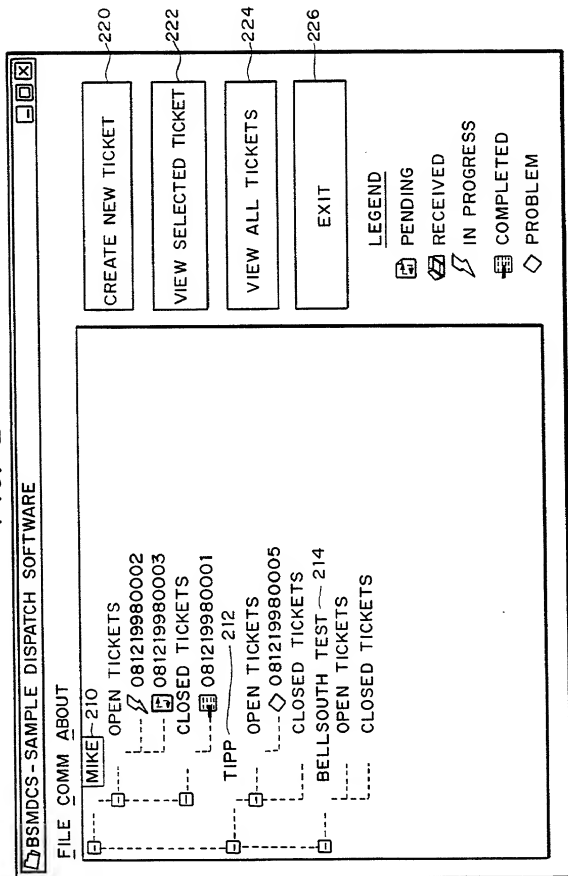 BSMDCS - SAMPLE DISPATCH SOFTWARE
FILE COMM ABOUT
MIKE 210
OPEN TICKETS
081219980002
081219980003
CLOSED TICKETS
081219980001
TIPP 212
OPEN TICKETS
081219980005
CLOSED TICKETS
BELLSOUTH TEST 214
OPEN TICKETS
CLOSED TICKETS
CREATE NEW TICKET 220
VIEW SELECTED TICKET 222
VIEW ALL TICKETS 224
EXIT 226
LEGEND
PENDING
RECEIVED
IN PROGRESS
COMPLETED
PROBLEM